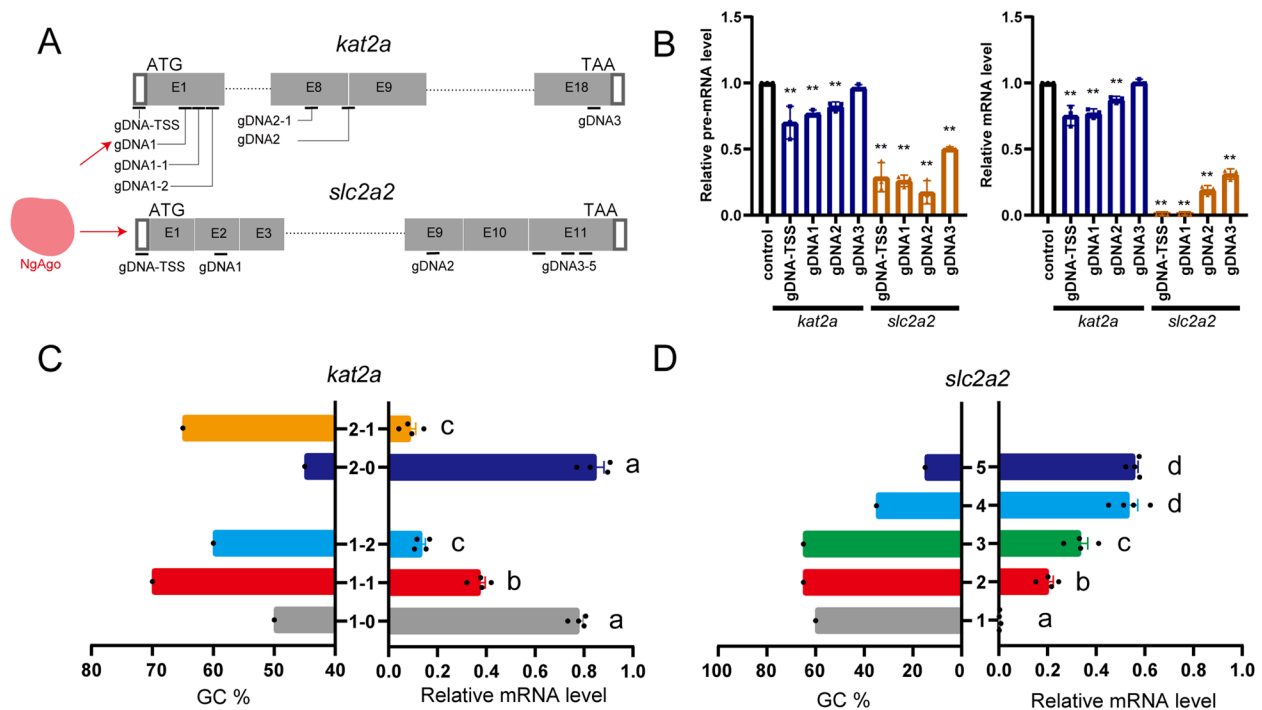 A
kat2a
ATG
TAA
E1
E8
E9
E18
gDNA-TSS
gDNA1
gDNA1-1
gDNA1-2
gDNA2-1
gDNA2
gDNA3
slc2a2
ATG
TAA
E1
E2
E3
E9
E10
E11
gDNA-TSS
gDNA1
gDNA2
gDNA3-5
NgAgo
B
Relative pre-mRNA level
1.5
1.0
0.5
0.0
**
**
**
**
**
**
**
control
gDNA-TSS
gDNA1
gDNA2
gDNA3
gDNA-TSS
gDNA1
gDNA2
gDNA3
kat2a
slc2a2
Relative mRNA level
1.5
1.0
0.5
0.0
**
**
**
**
**
**
**
control
gDNA-TSS
gDNA1
gDNA2
gDNA3
gDNA-TSS
gDNA1
gDNA2
gDNA3
kat2a
slc2a2
C
kat2a
2-1
c
2-0
a
1-2
c
1-1
b
1-0
a
80 70 60 50 40
0.0 0.2 0.4 0.6 0.8 1.0
GC %
Relative mRNA level
D
slc2a2
5
d
4
d
3
c
2
b
1
a
100 80 60 40 20 0
0.0 0.2 0.4 0.6 0.8 1.0
GC %
Relative mRNA level